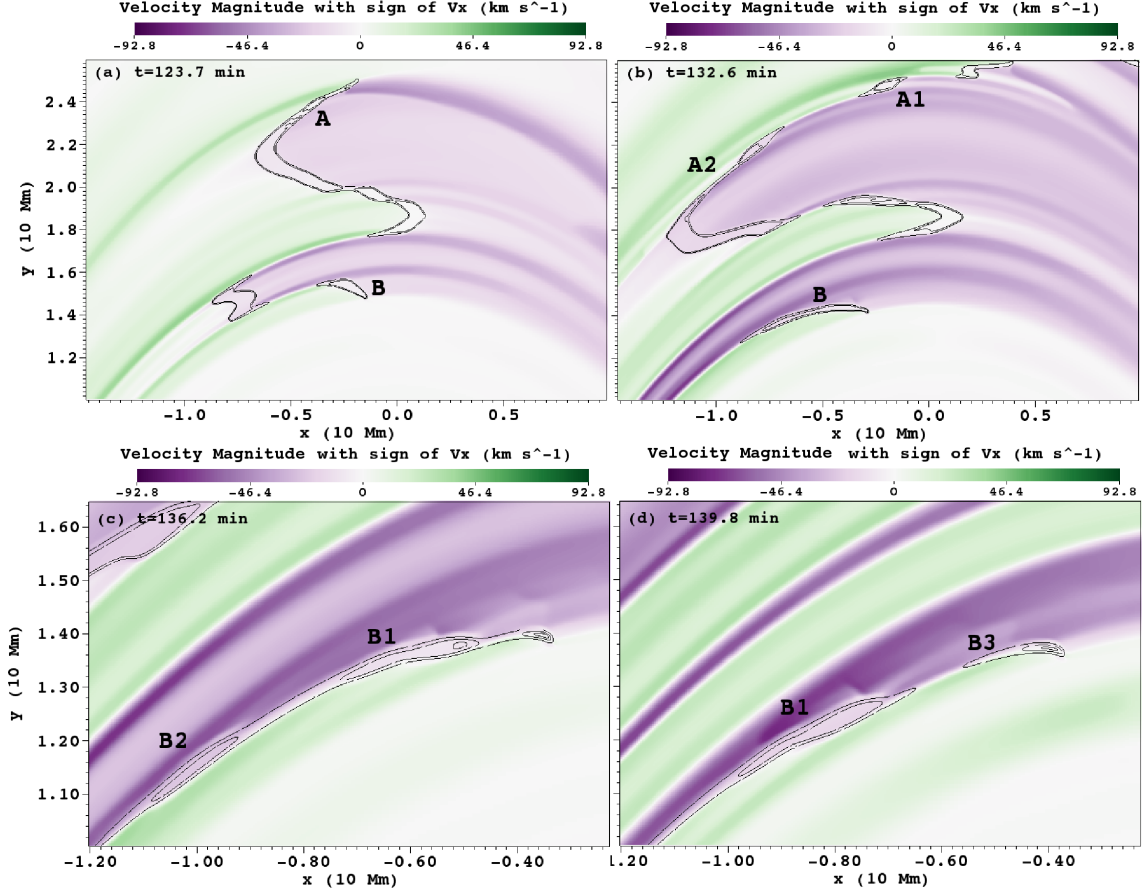 Velocity Magnitude with sign of Vx (km s^-1)
-92.8 -46.4 0 46.4 92.8
(a) t=123.7 min
A
B
2.4
2.2
2.0
1.8
1.6
1.4
1.2
y (10 Mm)
-1.0 -0.5 0.0 0.5
x (10 Mm)
Velocity Magnitude with sign of Vx (km s^-1)
-92.8 -46.4 0 46.4 92.8
(b) t=132.6 min
A1
A2
B
-1.0 -0.5 0.0 0.5
x (10 Mm)
Velocity Magnitude with sign of Vx (km s^-1)
-92.8 -46.4 0 46.4 92.8
(c) t=136.2 min
B1
B2
1.60
1.50
1.40
1.30
1.20
1.10
y (10 Mm)
-1.20 -1.00 -0.80 -0.60 -0.40
x (10 Mm)
Velocity Magnitude with sign of Vx (km s^-1)
-92.8 -46.4 0 46.4 92.8
(d) t=139.8 min
B3
B1
-1.20 -1.00 -0.80 -0.60 -0.40
x (10 Mm)